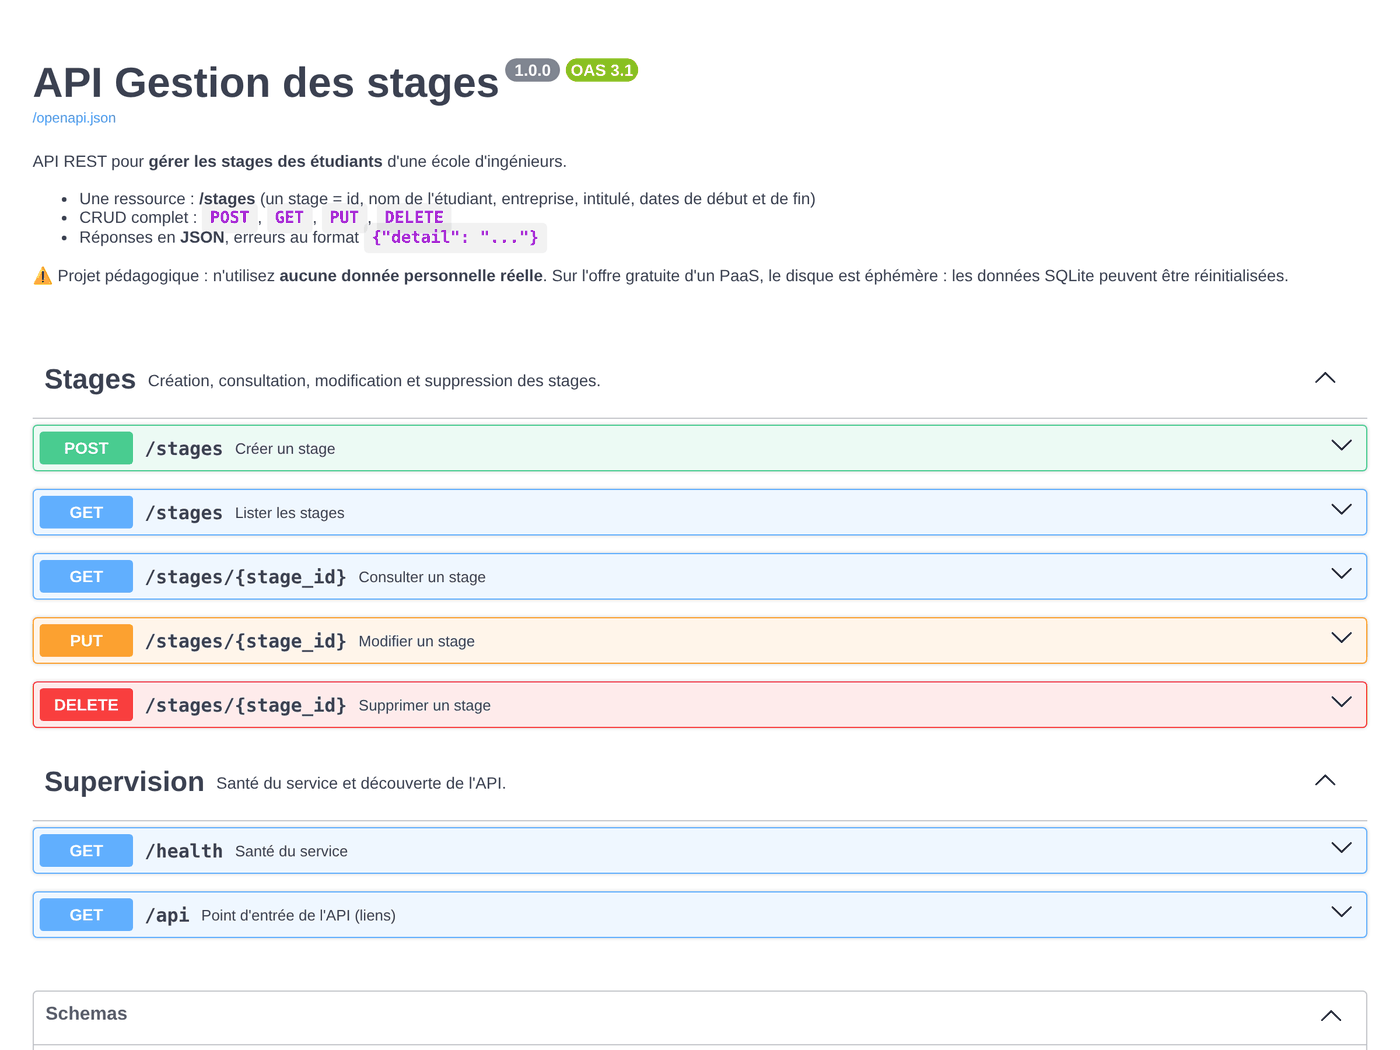 API Gestion des stages 1.0.0 OAS 3.1
/openapi.json
API REST pour gérer les stages des étudiants d'une école d'ingénieurs.
• Une ressource : /stages (un stage = id, nom de l'étudiant, entreprise, intitulé, dates de début et de fin)
• CRUD complet : POST , GET , PUT , DELETE
• Réponses en JSON, erreurs au format {"detail": "..."}
⚠️ Projet pédagogique : n'utilisez aucune donnée personnelle réelle. Sur l'offre gratuite d'un PaaS, le disque est éphémère : les données SQLite peuvent être réinitialisées.
Stages Création, consultation, modification et suppression des stages.
POST /stages Créer un stage
GET /stages Lister les stages
GET /stages/{stage_id} Consulter un stage
PUT /stages/{stage_id} Modifier un stage
DELETE /stages/{stage_id} Supprimer un stage
Supervision Santé du service et découverte de l'API.
GET /health Santé du service
GET /api Point d'entrée de l'API (liens)
Schemas